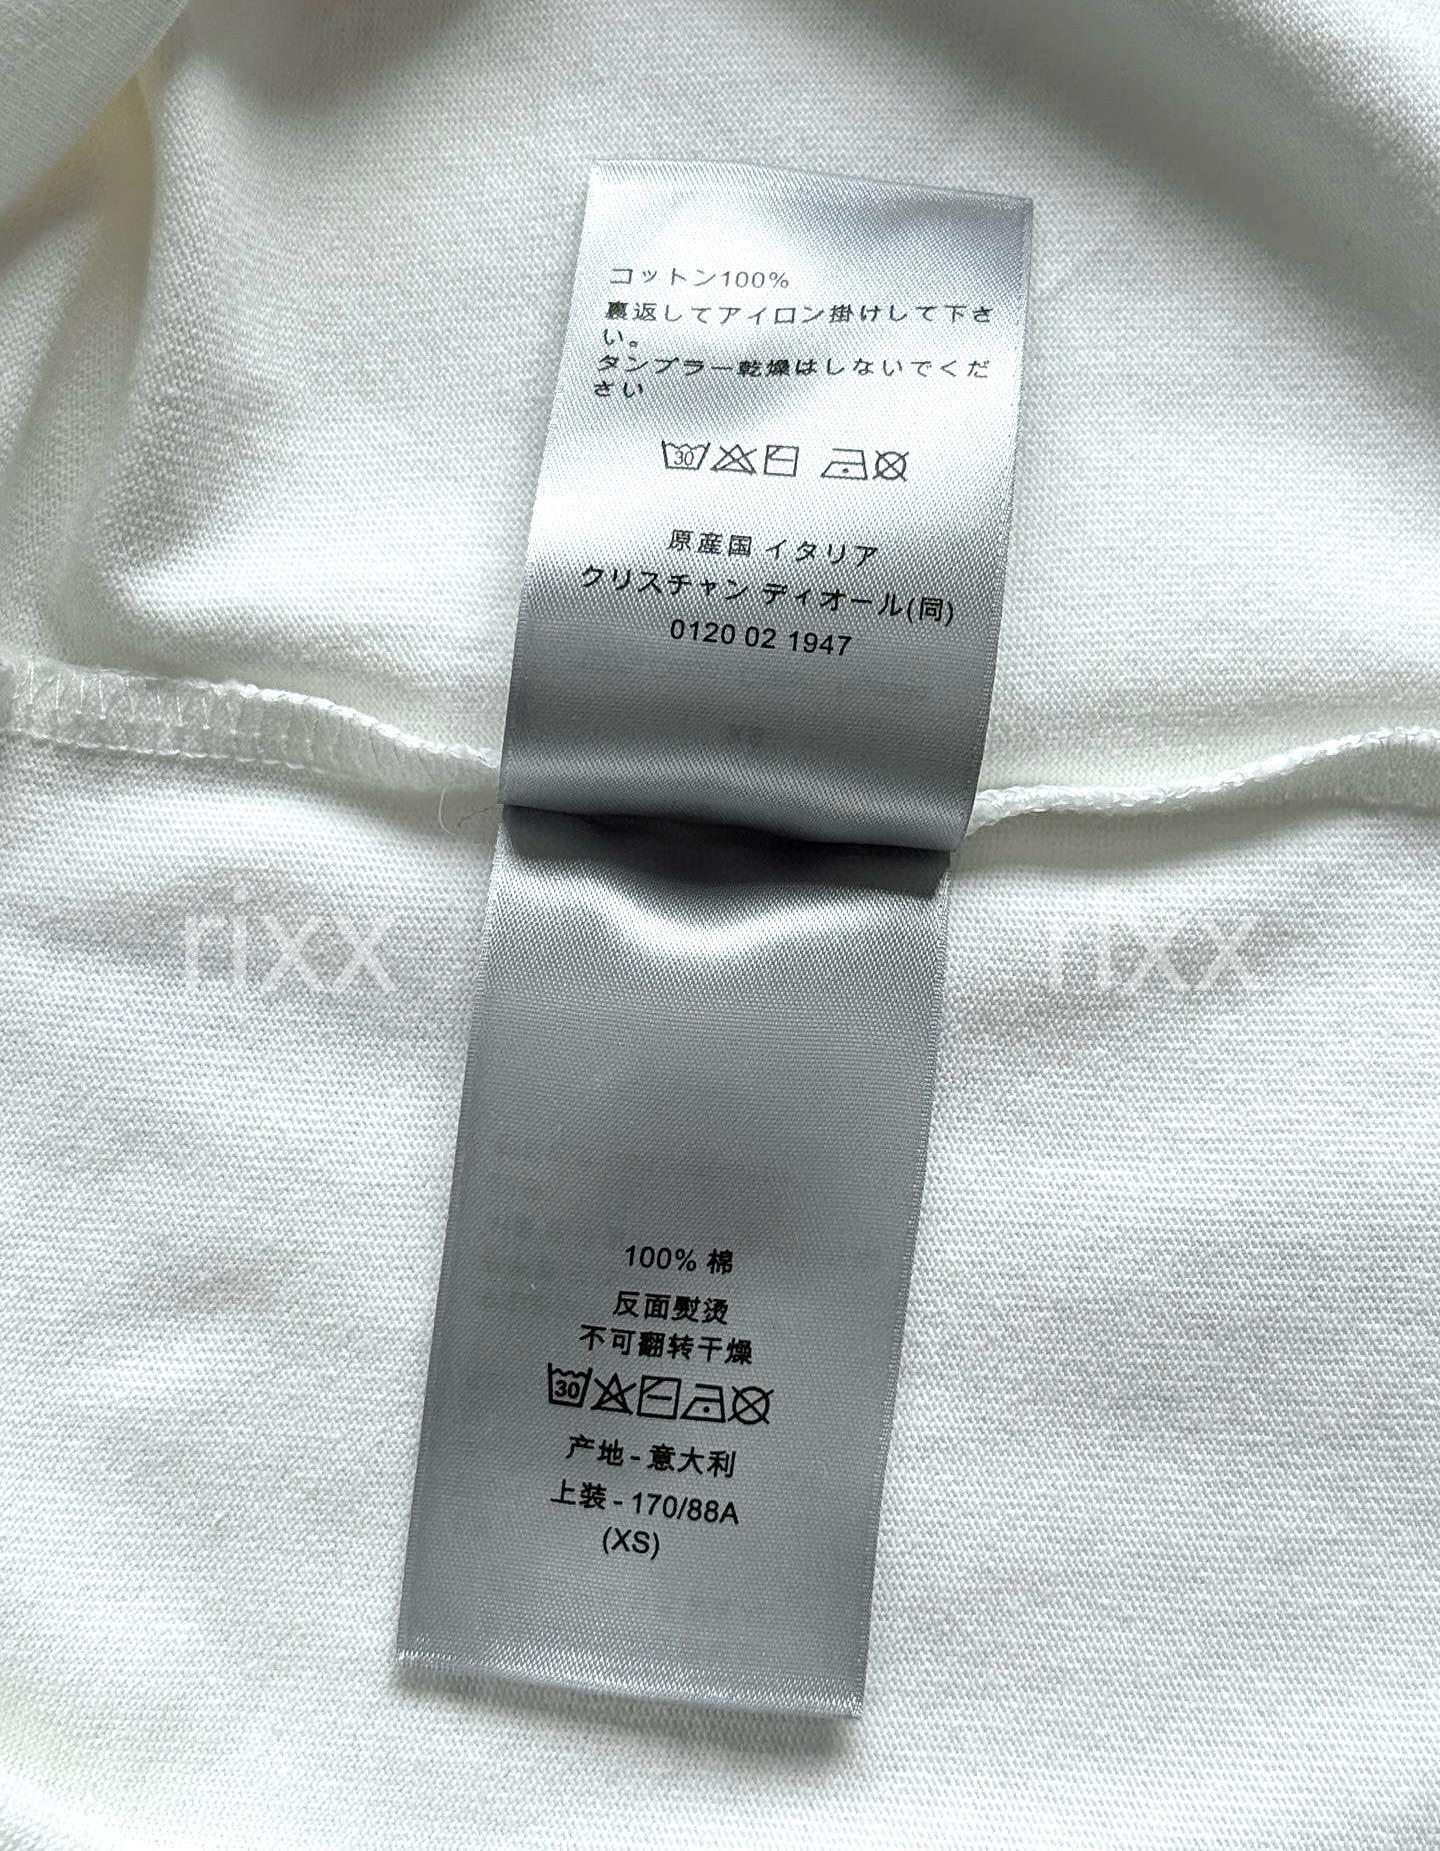 コットン100%
裏返してアイロン掛けして下さ
い。
タンブラー乾燥はしないでくだ
さい
30
原産国 イタリア
クリスチャン ディオール(同)
0120 02 1947
rixx rixx
100% 棉
反面熨烫
不可翻转干燥
30
产地 - 意大利
上装 - 170/88A
(XS)